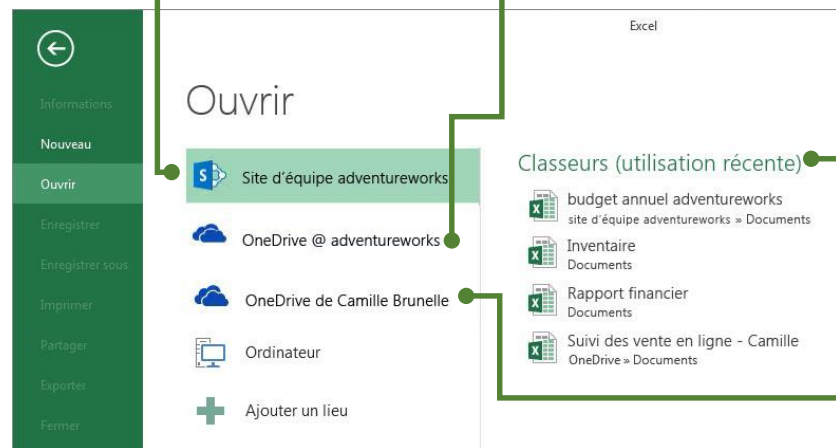 Excel
Informations
Nouveau
Ouvrir
Enregistrer
Enregistrer sous
Imprimer
Partager
Exporter
Fermer
Ouvrir
Site d'équipe adventureworks
OneDrive @ adventureworks
OneDrive de Camille Brunelle
Ordinateur
Ajouter un lieu
Classeurs (utilisation récente)
budget annuel adventureworks
site d'équipe adventureworks » Documents
Inventaire
Documents
Rapport financier
Documents
Suivi des vente en ligne - Camille
OneDrive » Documents